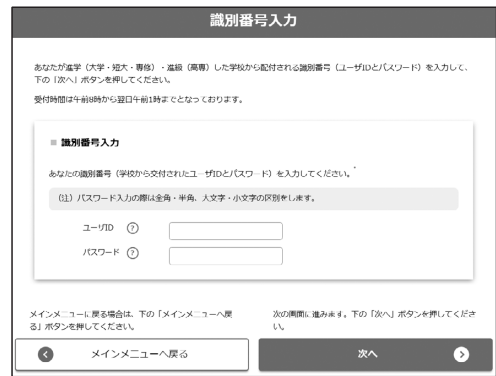 識別番号入力
あなたが進学（大学・短大・専修）・進級（高専）した学校から配付される識別番号（ユーザIDとパスワード）を入力して、
下の「次へ」ボタンを押してください。
受付時間は午前8時から翌日午前1時までとなっております。
■ 識別番号入力
あなたの識別番号（学校から交付されたユーザIDとパスワード）を入力してください。
（注）パスワード入力の際は全角・半角、大文字・小文字の区別をします。
ユーザID ?
パスワード ?
メインメニューに戻る場合は、下の「メインメニューへ戻
る」ボタンを押してください。
次の画面に進みます。下の「次へ」ボタンを押してくださ
い。
メインメニューへ戻る
次へ